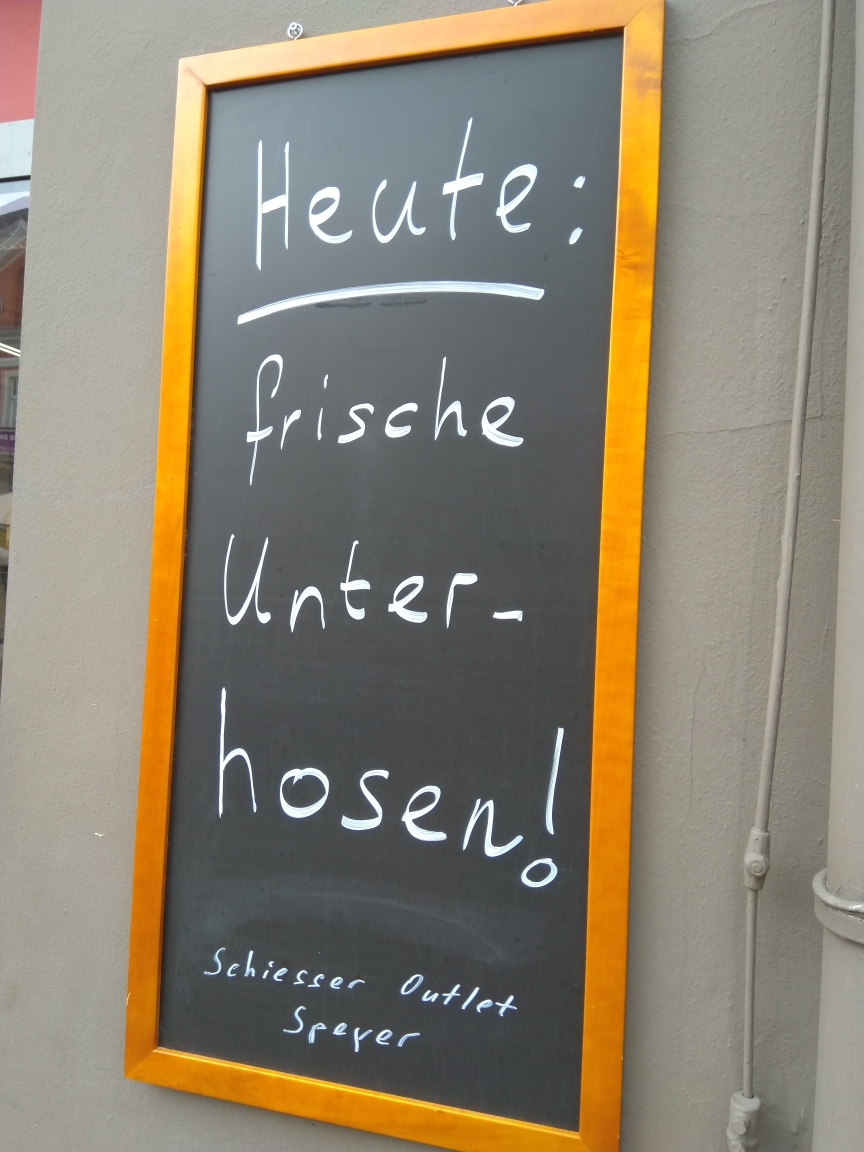 Heute:
frische
Unter-
hosen!
Schiesser Outlet
Speyer